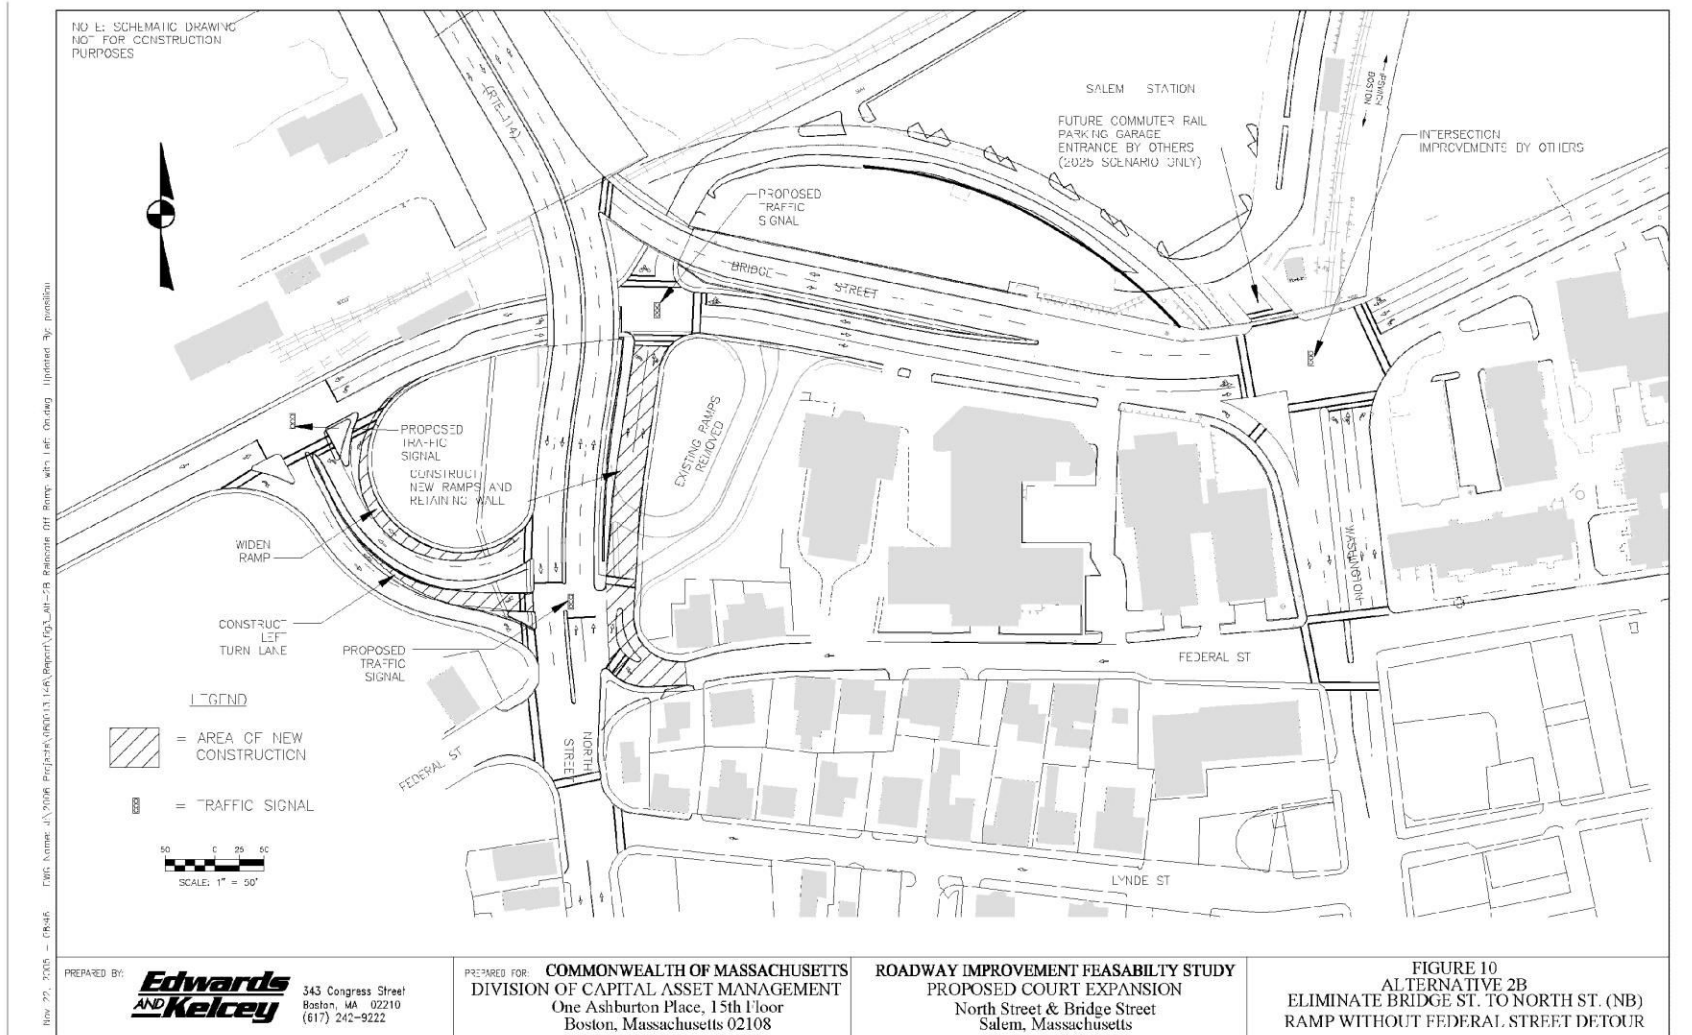 NO E: SCHEMATIC DRAWING
NOT FOR CONSTRUCTION
PURPOSES
(RTE 114)
SALEM STATION
FUTURE COMMUTER RAIL
PARKING GARAGE
ENTRANCE BY OTHERS
(2025 SCENARIO ONLY)
IPSWICH
BOSTON
INTERSECTION
IMPROVEMENTS BY OTHERS
PROPOSED
TRAFFIC
SIGNAL
BRIDGE STREET
PROPOSED
TRAFFIC
SIGNAL
CONSTRUCT
NEW RAMPS AND
RETAINING WALL
EXISTING RAMPS
REMOVED
WIDEN
RAMP
CONSTRUCT
LEFT
TURN LANE
PROPOSED
TRAFFIC
SIGNAL
WASHINGTON
FEDERAL ST
FEDERAL ST
NORTH
STREET
LYNDE ST
LEGEND
= AREA OF NEW
CONSTRUCTION
= TRAFFIC SIGNAL
50 0 25 50
SCALE: 1" = 50'
PREPARED BY:
Edwards
AND Kelcey
343 Congress Street
Boston, MA 02210
(617) 242-9222
PREPARED FOR: COMMONWEALTH OF MASSACHUSETTS
DIVISION OF CAPITAL ASSET MANAGEMENT
One Ashburton Place, 15th Floor
Boston, Massachusetts 02108
ROADWAY IMPROVEMENT FEASABILTY STUDY
PROPOSED COURT EXPANSION
North Street & Bridge Street
Salem, Massachusetts
FIGURE 10
ALTERNATIVE 2B
ELIMINATE BRIDGE ST. TO NORTH ST. (NB)
RAMP WITHOUT FEDERAL STREET DETOUR